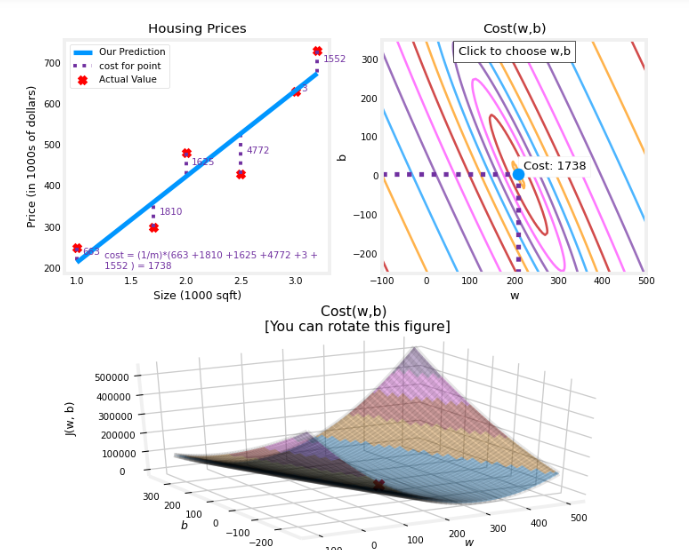 Housing Prices
Our Prediction
cost for point
Actual Value
1552
700
600
500
400
300
200
Price (in 1000s of dollars)
1625
4772
1810
663
cost = (1/m)*(663 +1810 +1625 +4772 +3 +
1552 ) = 1738
1.0 1.5 2.0 2.5 3.0
Size (1000 sqft)
Cost(w,b)
Click to choose w,b
300
200
100
0
−100
−200
b
Cost: 1738
−100 0 100 200 300 400 500
w
Cost(w,b)
[You can rotate this figure]
500000
400000
300000
200000
100000
0
J(w, b)
300
200
100
0
−100
−200
b
0 100 200 300 400 500
w